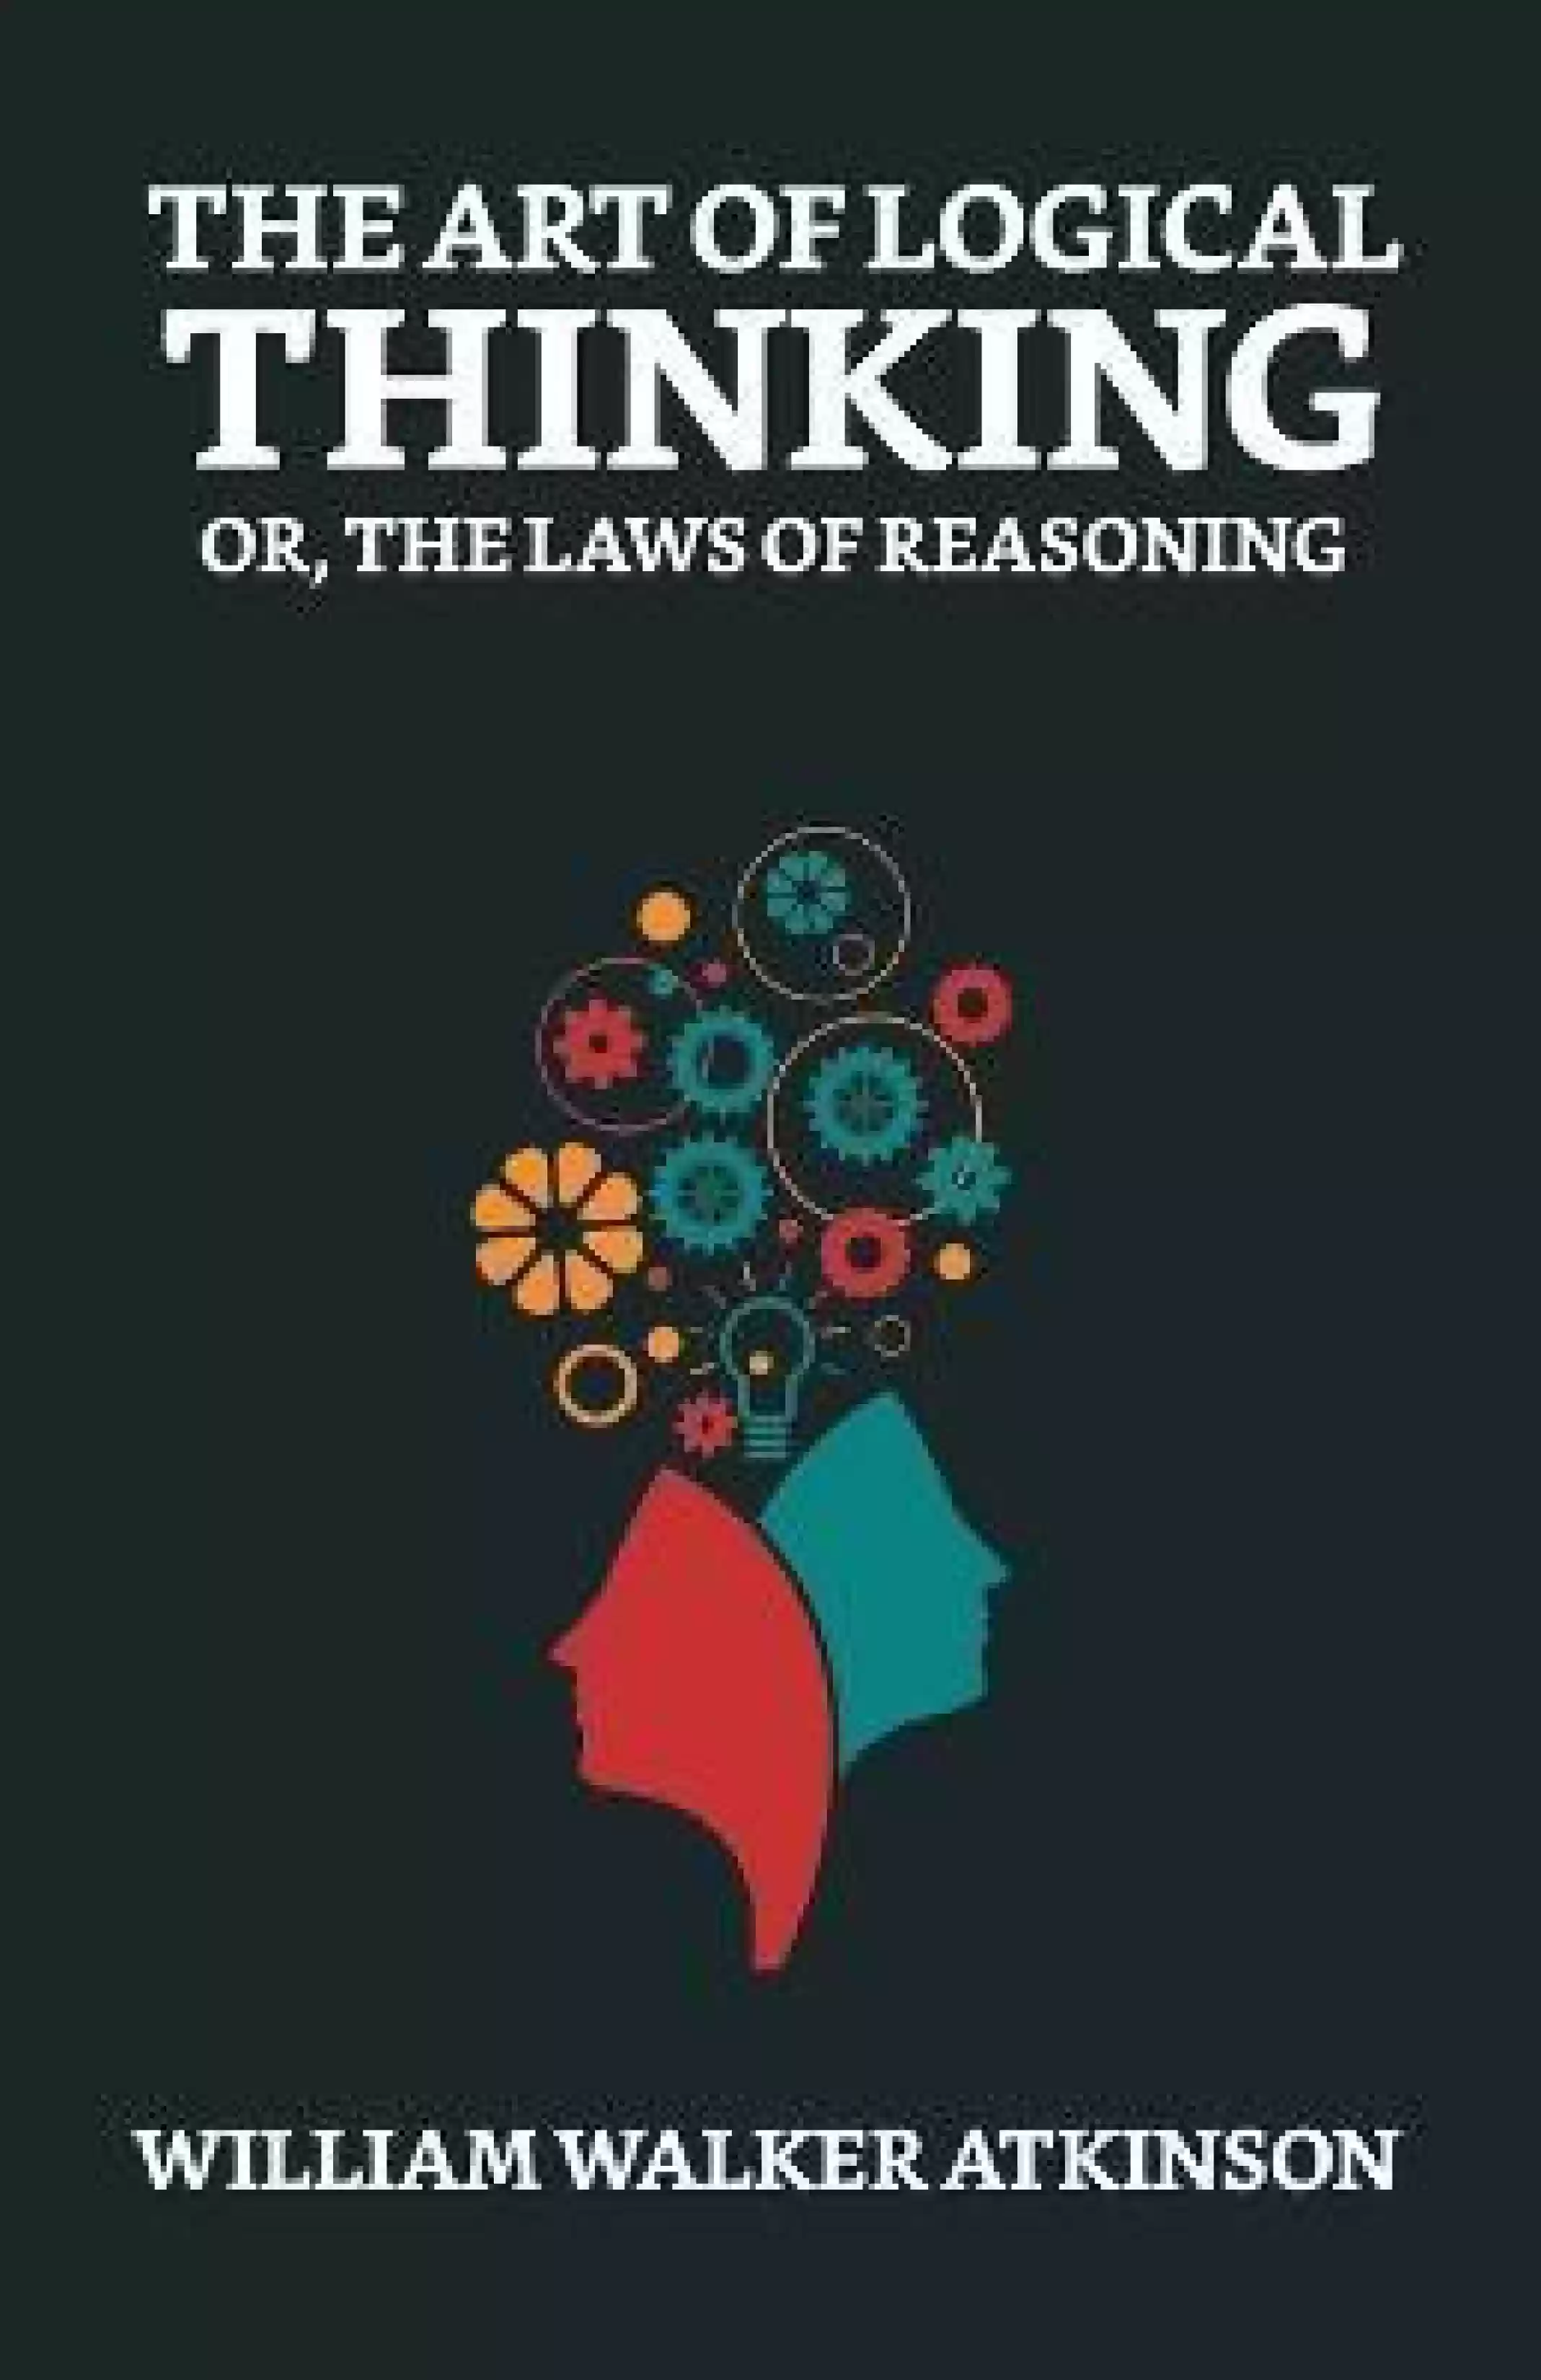 THE ART OF LOGICAL
THINKING
OR, THE LAWS OF REASONING
WILLIAM WALKER ATKINSON